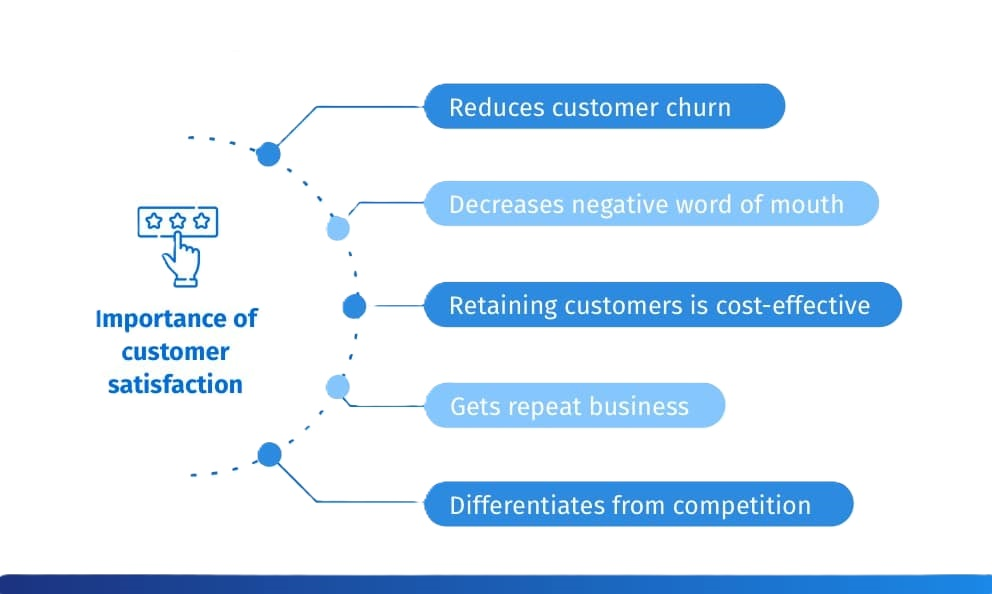 Reduces customer churn
Decreases negative word of mouth
Importance of
customer
satisfaction
Retaining customers is cost-effective
Gets repeat business
Differentiates from competition